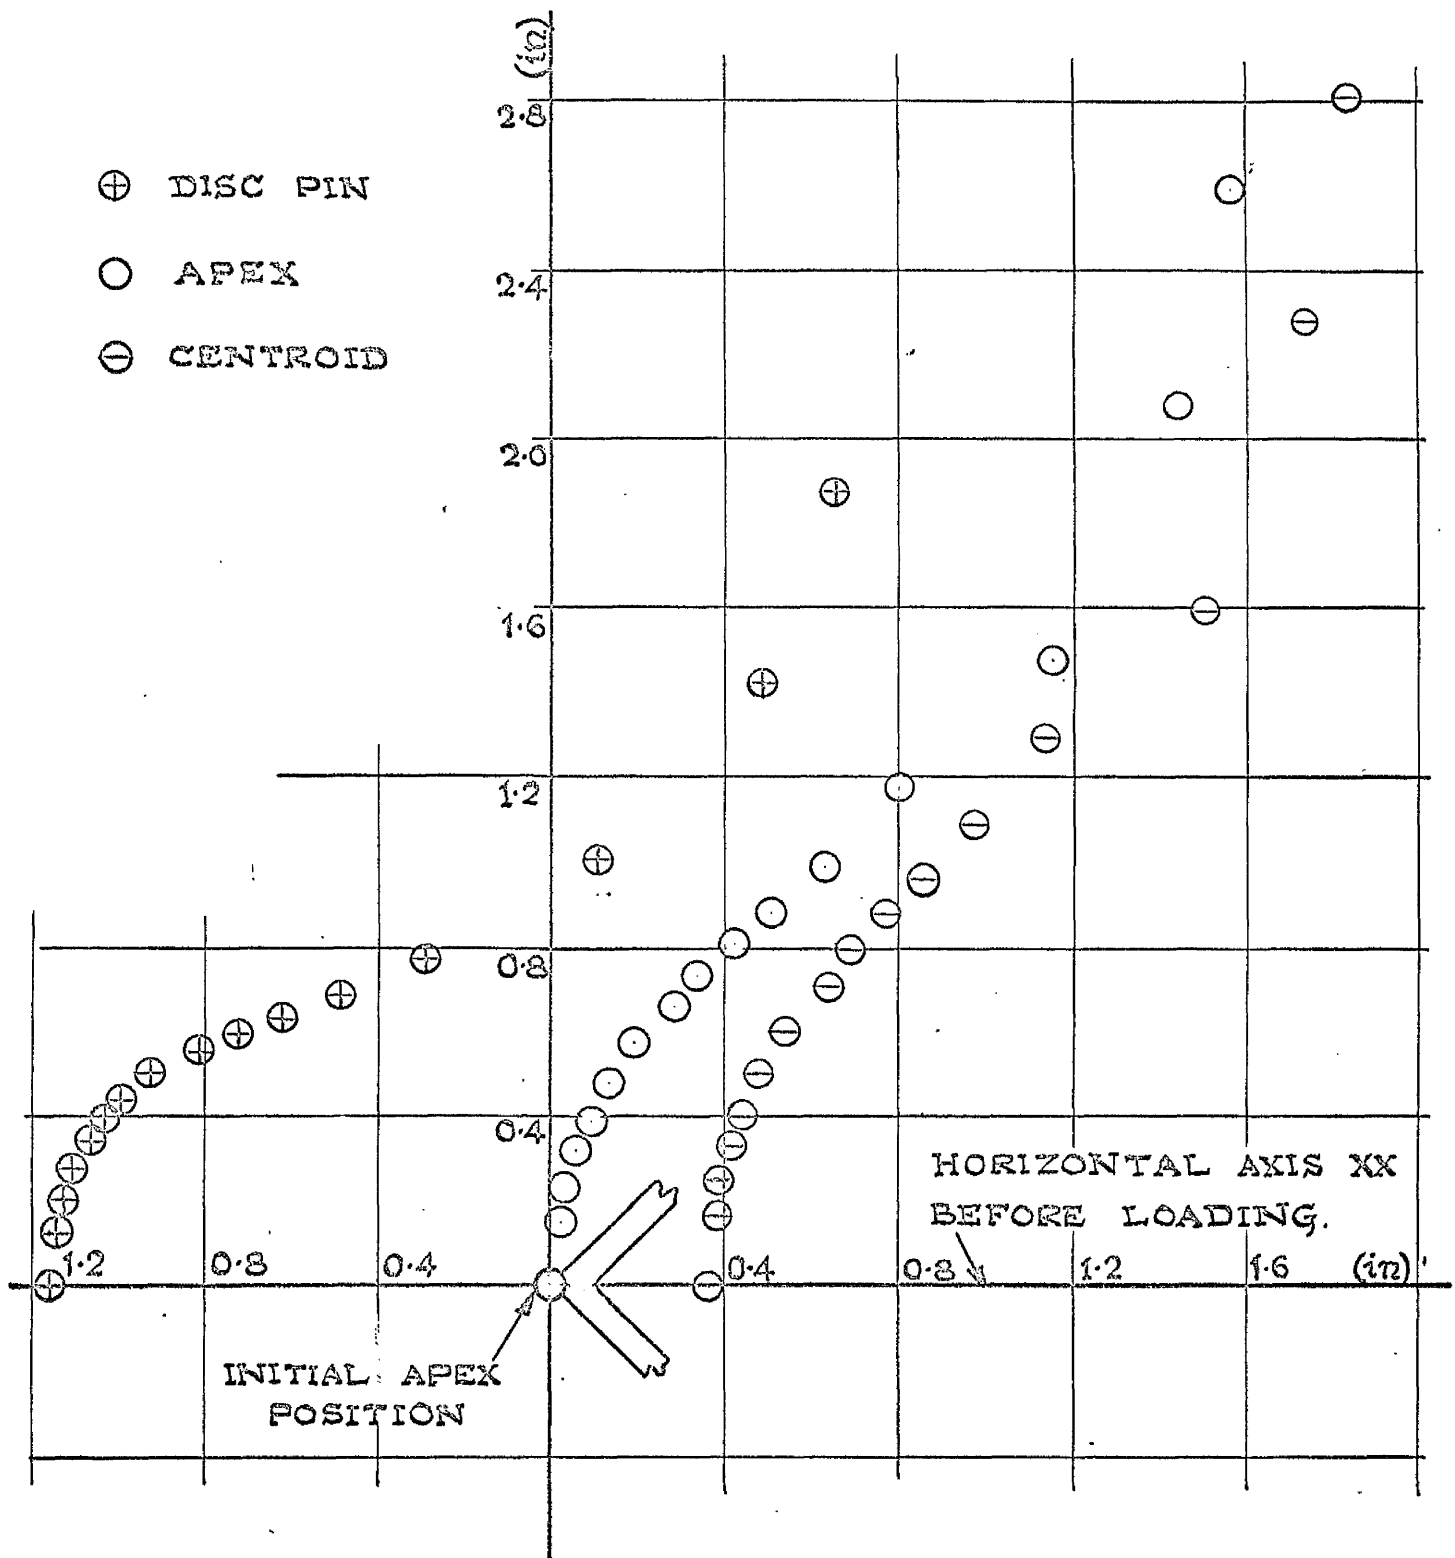 (in)
2.8
DISC PIN
APEX
2.4
CENTROID
2.0
1.6
1.2
0.8
0.4
HORIZONTAL AXIS XX
BEFORE LOADING.
1.2 0.8 0.4 0.4 0.8 1.2 1.6 (in)
INITIAL APEX
POSITION